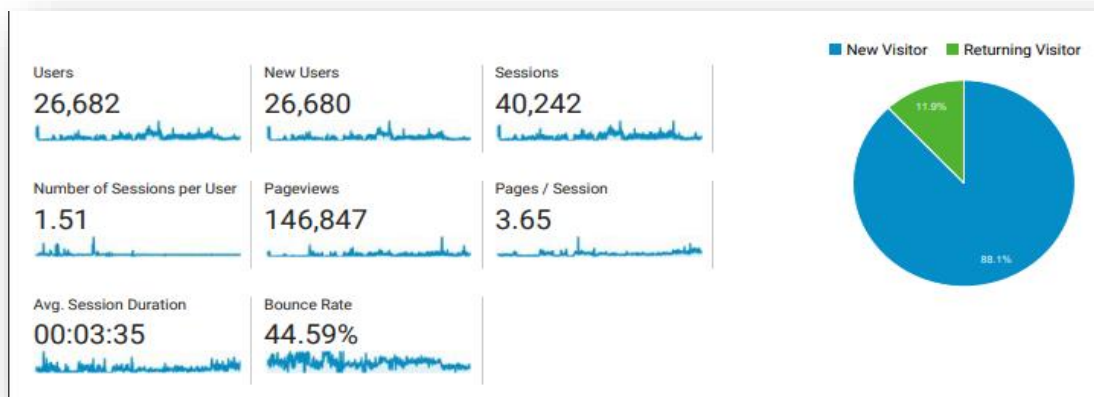 New Visitor Returning Visitor
Users New Users Sessions
26,682 26,680 40,242
11.9%
Number of Sessions per User Pageviews Pages / Session
1.51 146,847 3.65
88.1%
Avg. Session Duration Bounce Rate
00:03:35 44.59%